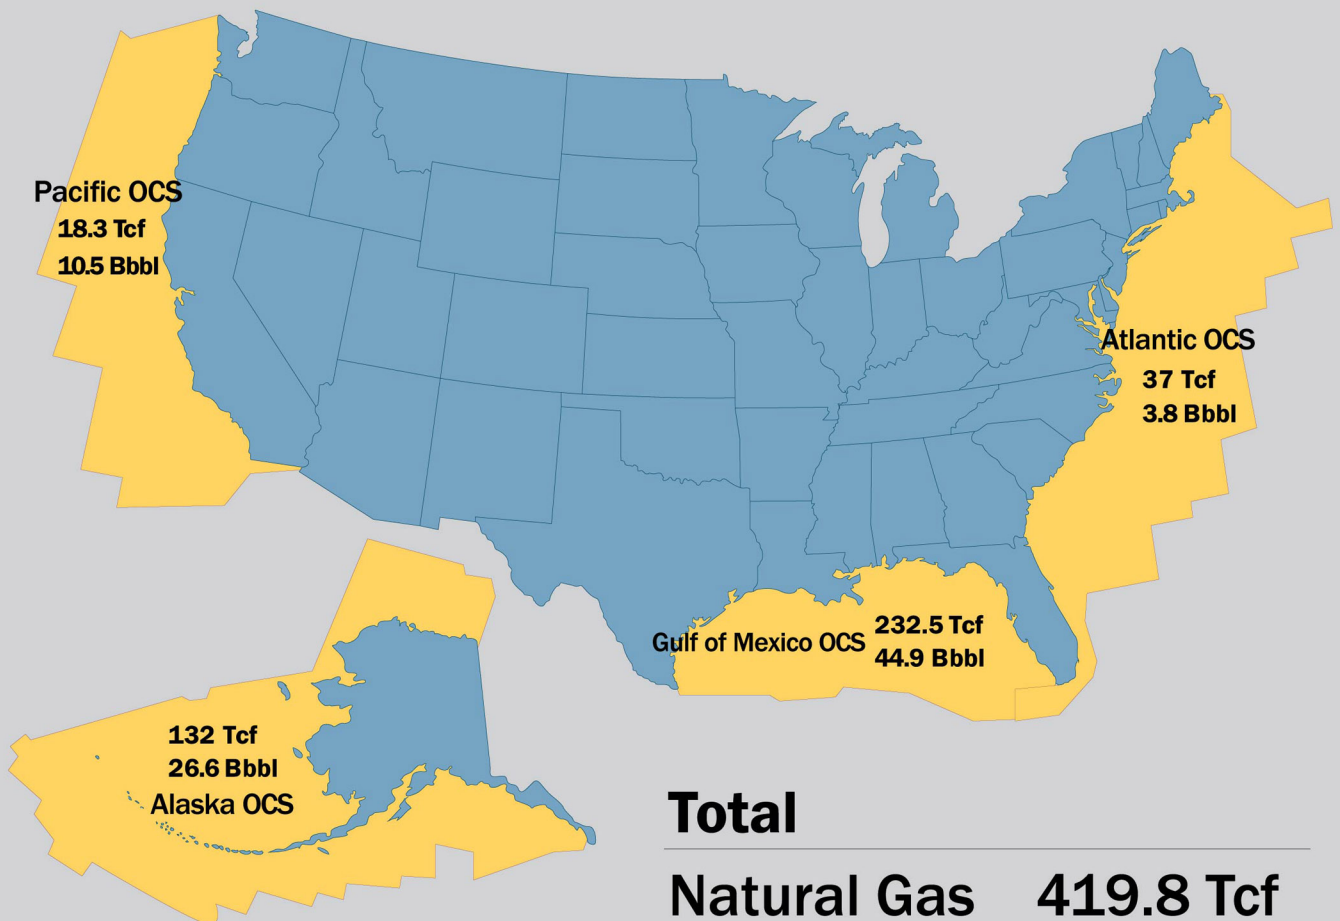 Pacific OCS
18.3 Tcf
10.5 Bbbl
Atlantic OCS
37 Tcf
3.8 Bbbl
Gulf of Mexico OCS
232.5 Tcf
44.9 Bbbl
132 Tcf
26.6 Bbbl
Alaska OCS
Total
Natural Gas 419.8 Tcf